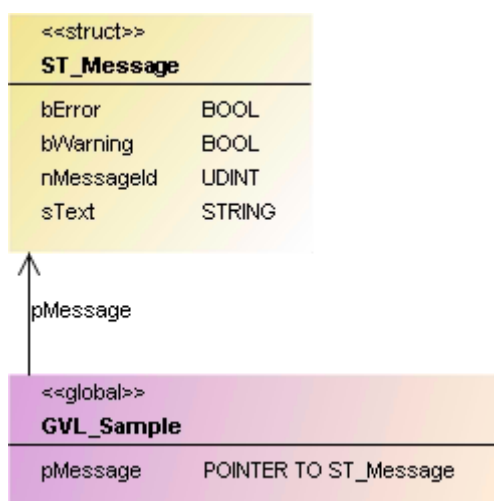 <<struct>>
ST_Message
bError BOOL
bWarning BOOL
nMessageId UDINT
sText STRING
pMessage
<<global>>
GVL_Sample
pMessage POINTER TO ST_Message